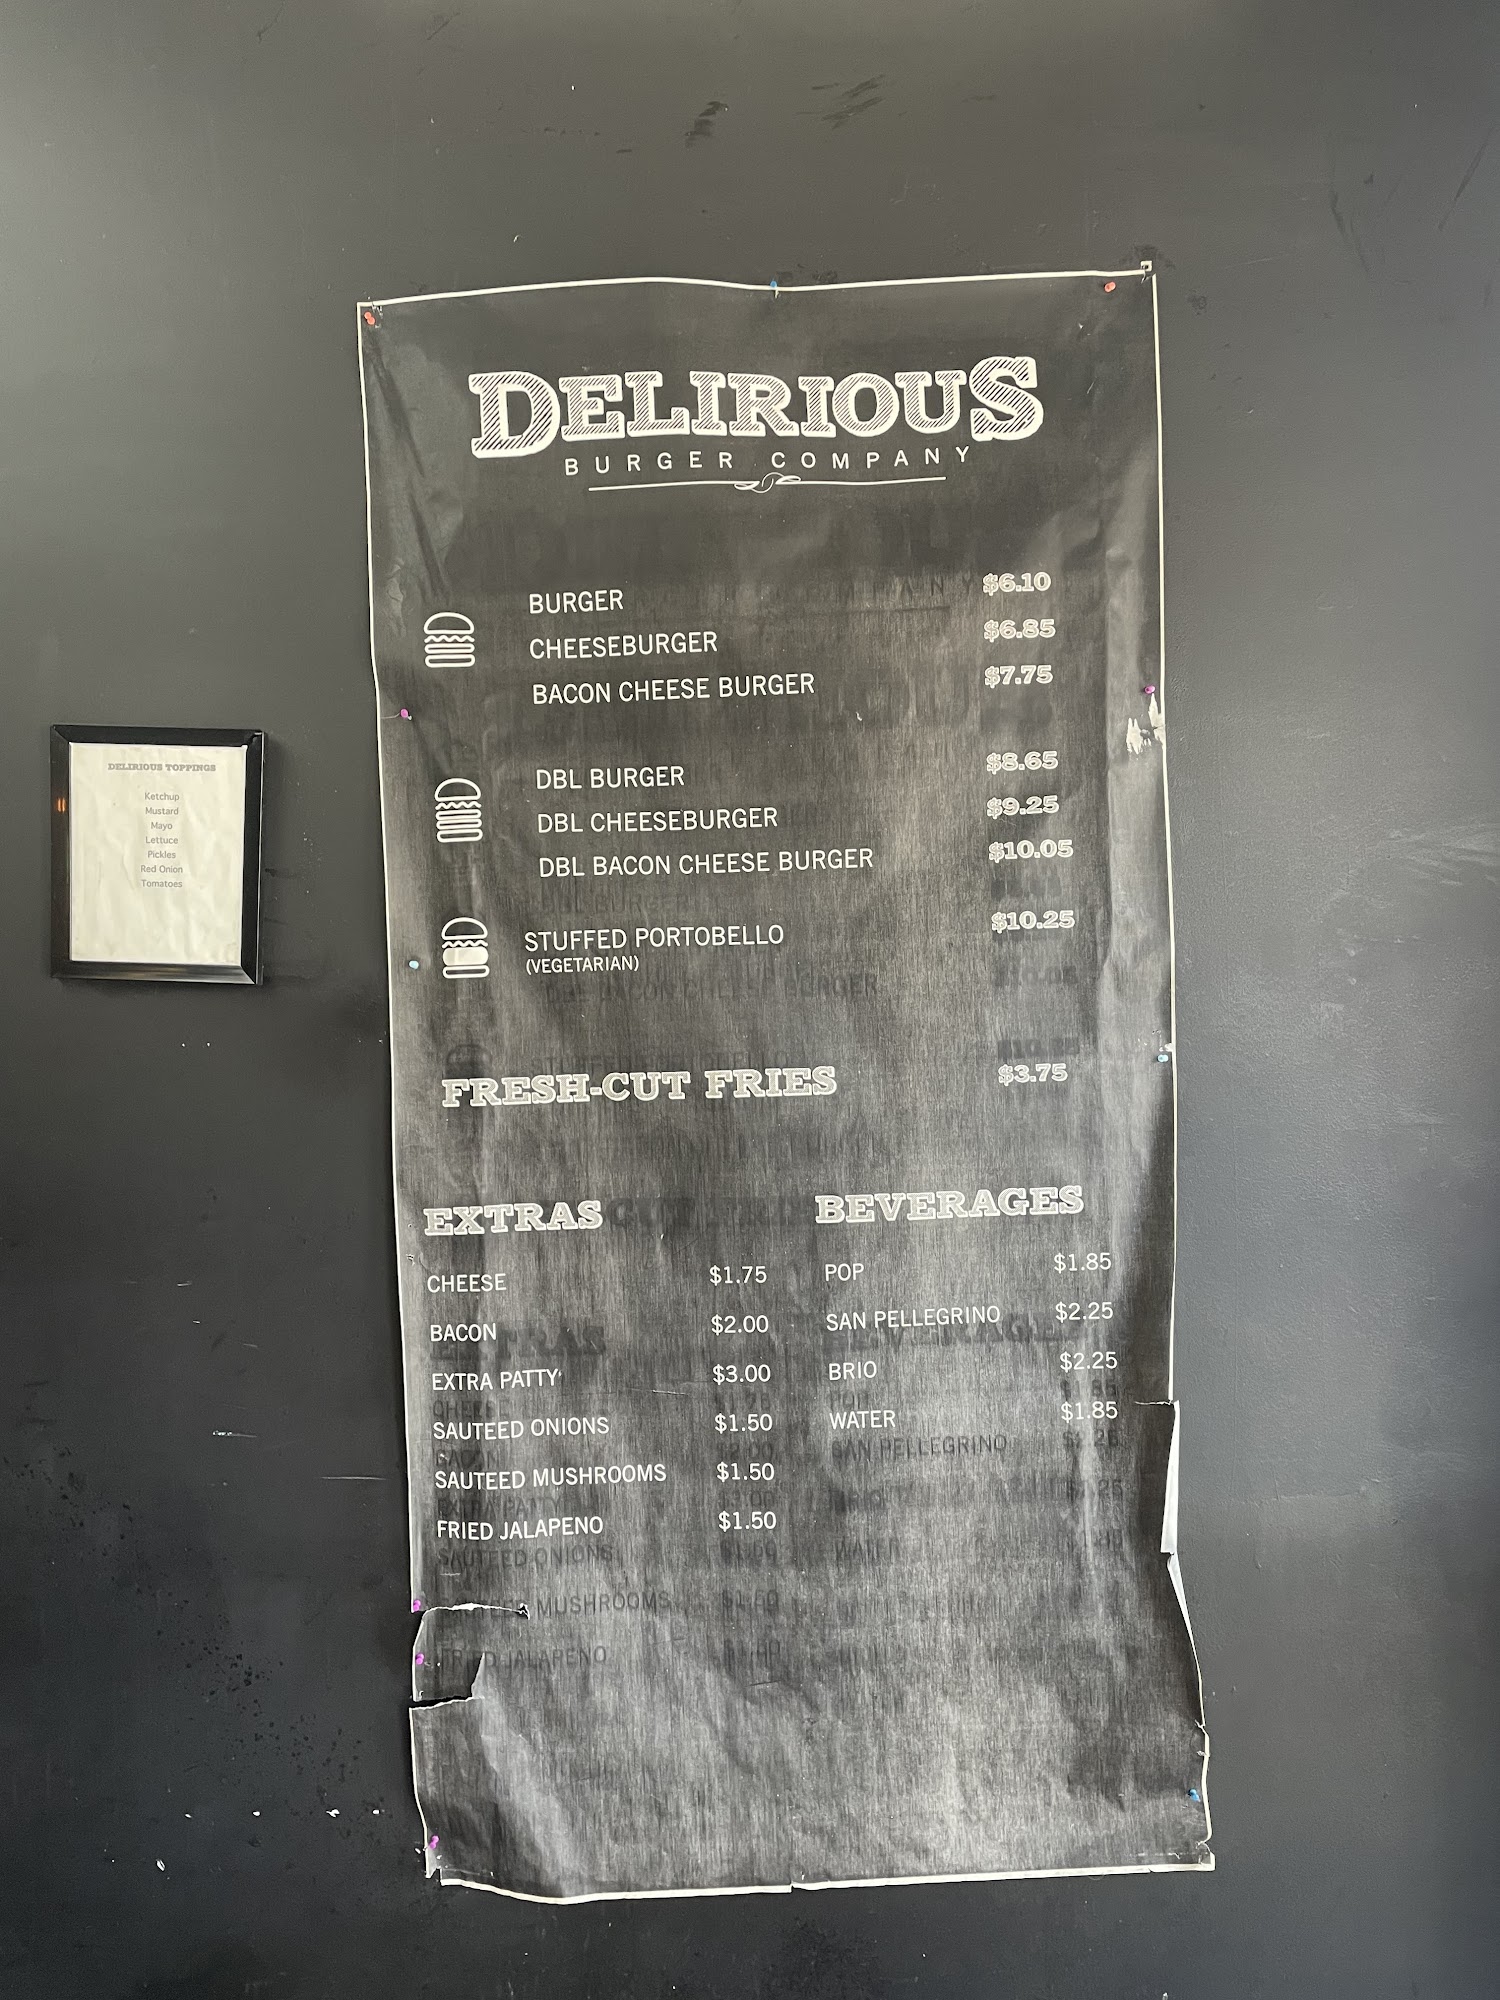 DELIRIOUS
BURGER COMPANY
BURGER $6.10
CHEESEBURGER $6.85
BACON CHEESE BURGER $7.75
DBL BURGER $8.65
DBL CHEESEBURGER $9.25
DBL BACON CHEESE BURGER $10.05
STUFFED PORTOBELLO $10.25
(VEGETARIAN)
FRESH-CUT FRIES $3.75
EXTRAS
CHEESE $1.75
BACON $2.00
EXTRA PATTY $3.00
SAUTEED ONIONS $1.50
SAUTEED MUSHROOMS $1.50
FRIED JALAPENO $1.50
BEVERAGES
POP $1.85
SAN PELLEGRINO $2.25
BRIO $2.25
WATER $1.85
DELIRIOUS TOPPINGS
Ketchup
Mustard
Mayo
Lettuce
Pickles
Red Onion
Tomatoes